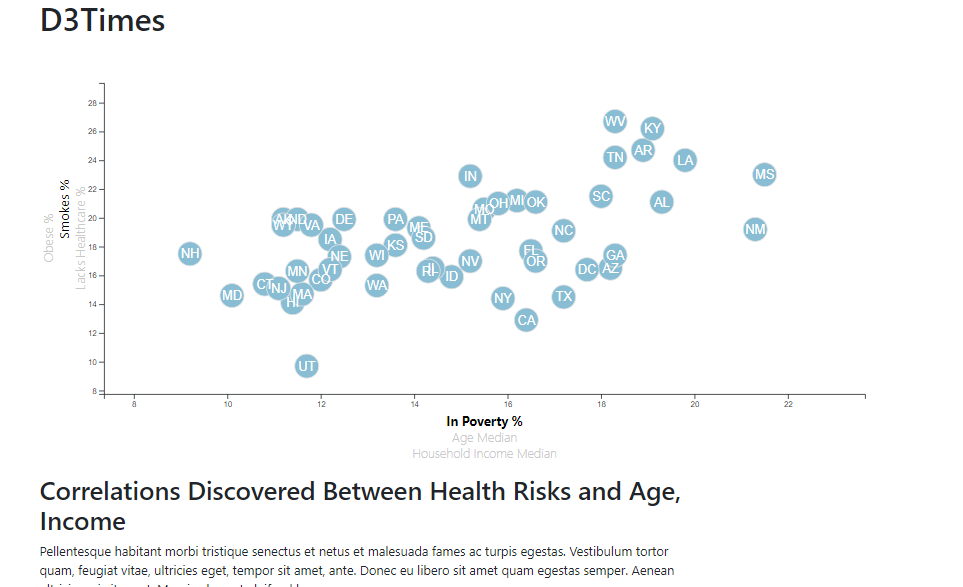 D3Times
28
26
24
22
20
18
16
14
12
10
8
Obese %
Smokes %
Lacks Healthcare %
WV
KY
AR
TN
LA
MS
IN
SC
AL
OH
MI
OK
MO
MT
NC
NM
AK
ND
WY
VA
DE
PA
ME
SD
IA
KS
NH
NE
WI
FL
OR
GA
AZ
DC
NV
MN
VT
CO
RI
IL
ID
WA
CT
NJ
MA
HI
MD
NY
TX
CA
UT
8 10 12 14 16 18 20 22
In Poverty %
Age Median
Household Income Median
Correlations Discovered Between Health Risks and Age,
Income
Pellentesque habitant morbi tristique senectus et netus et malesuada fames ac turpis egestas. Vestibulum tortor
quam, feugiat vitae, ultricies eget, tempor sit amet, ante. Donec eu libero sit amet quam egestas semper. Aenean